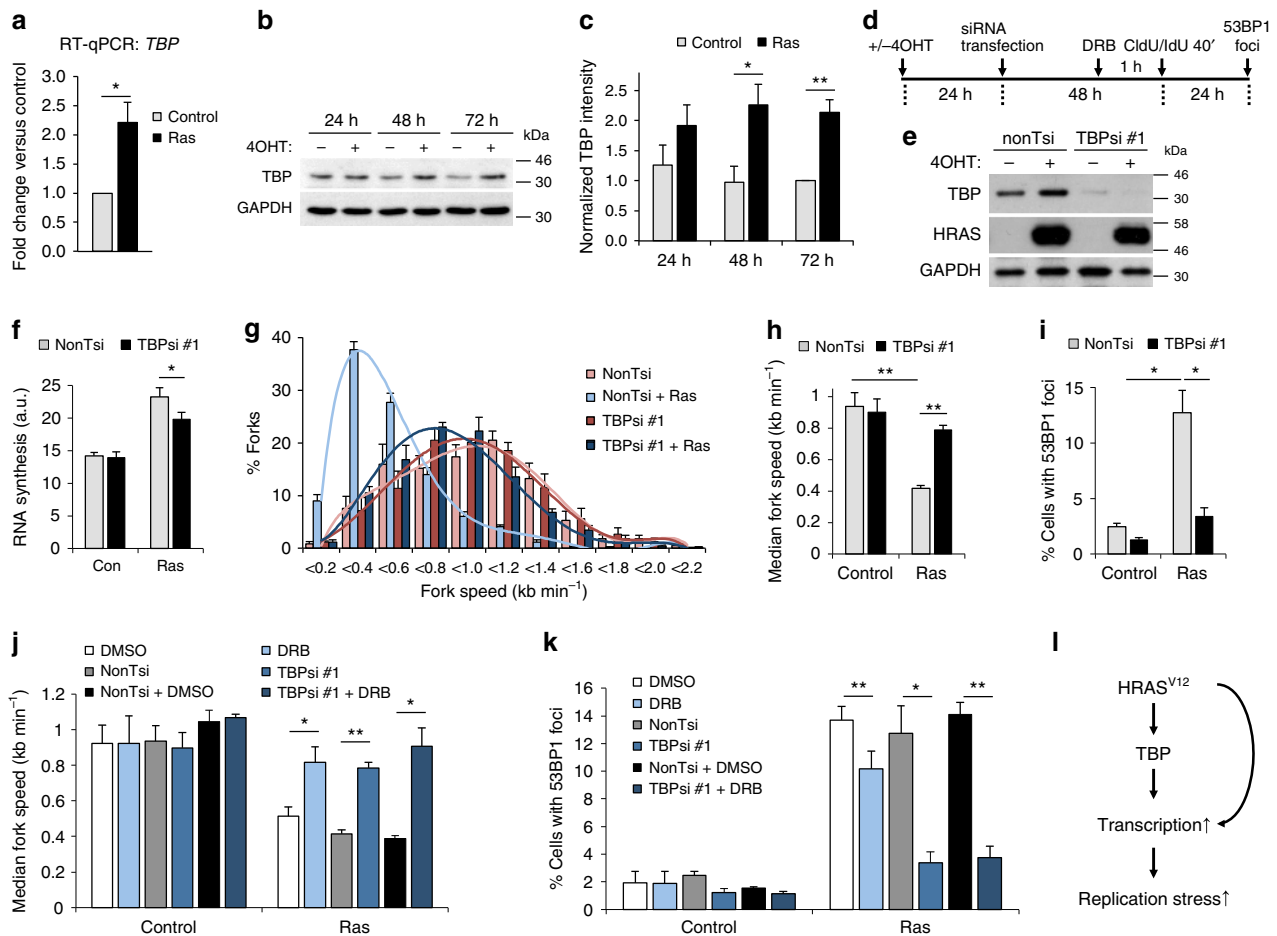 a
RT-qPCR: TBP
Fold change versus control
3.0
2.5
2.0
1.5
1.0
0.5
0.0
*
Control
Ras
b
24 h 48 h 72 h
4OHT: – + – + – +
kDa
TBP
46
30
GAPDH
30
c
Control Ras
Normalized TBP intensity
3.0
2.5
2.0
1.5
1.0
0.5
0.0
* **
24 h 48 h 72 h
d
+/–4OHT
siRNA
transfection
DRB CldU/IdU 40′
1 h
53BP1
foci
24 h 48 h 24 h
e
nonTsi TBPsi #1
4OHT: – + – +
kDa
TBP
46
30
HRAS
58
46
GAPDH
30
f
NonTsi TBPsi #1
RNA synthesis (a.u.)
25
20
15
10
5
0
*
Con Ras
g
% Forks
40
30
20
10
0
NonTsi
NonTsi + Ras
TBPsi #1
TBPsi #1 + Ras
<0.2 <0.4 <0.6 <0.8 <1.0 <1.2 <1.4 <1.6 <1.8 <2.0 <2.2
Fork speed (kb min–1)
h
NonTsi TBPsi #1
Median fork speed (kb min–1)
1
0.8
0.6
0.4
0.2
0
** **
Control Ras
i
NonTsi TBPsi #1
% Cells with 53BP1 foci
15
10
5
0
* *
Control Ras
j
DMSO DRB
NonTsi TBPsi #1
NonTsi + DMSO TBPsi #1 + DRB
Median fork speed (kb min–1)
1.2
1
0.8
0.6
0.4
0.2
0
* ** *
Control Ras
k
% Cells with 53BP1 foci
16
14
12
10
8
6
4
2
0
DMSO
DRB
NonTsi
TBPsi #1
NonTsi + DMSO
TBPsi #1 + DRB
** * **
Control Ras
l
HRASV12
TBP
Transcription↑
Replication stress↑